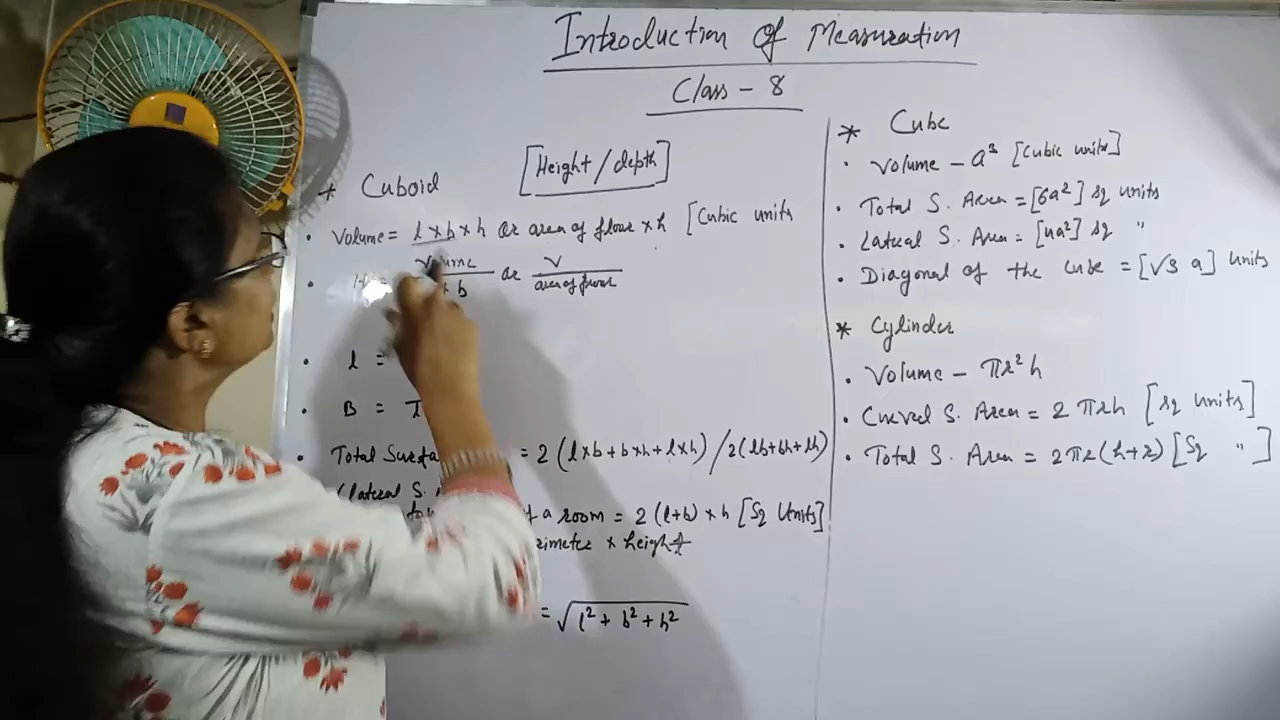 Introduction of Measuration
Class - 8
[Height / depth]
* Cuboid
• Volume = l × b × h or area of floor × h [Cubic units
• Volume / × b or V / area of floor
• l =
• B =
• Total Surfa = 2 (l×b + b×h + l×h) / 2(lb+bh+lh)
(lateral S.
of a room = 2 (l+b) × h [Sq Units]
rimeter × height
= √l² + b² + h²
* Cube
• Volume - a³ [Cubic units]
• Total S. Area = [6a²] sq units
• Lateral S. Area = [4a²] sq "
• Diagonal of the cube = [√3 a] units
* Cylinder
• Volume - πr²h
• Curved S. Area = 2πrh [sq units]
• Total S. Area = 2πr(h+r) [Sq " ]